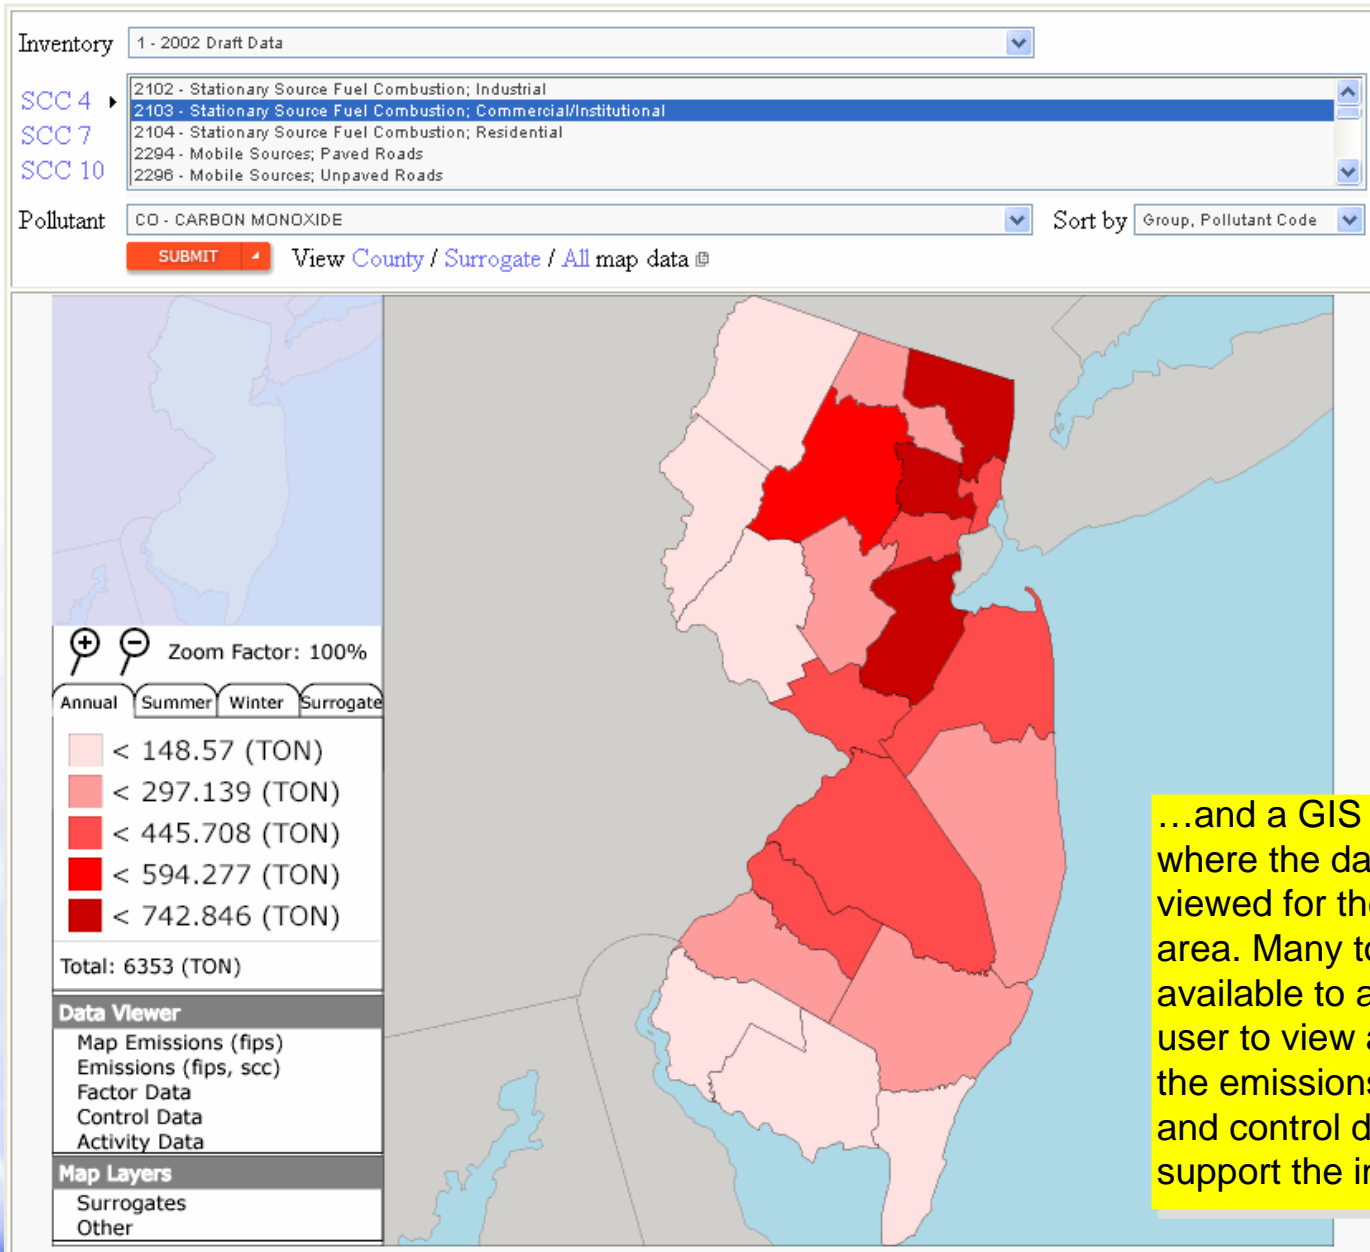 Inventory 1 - 2002 Draft Data
SCC 4
SCC 7
SCC 10
2102 - Stationary Source Fuel Combustion; Industrial
2103 - Stationary Source Fuel Combustion; Commercial/Institutional
2104 - Stationary Source Fuel Combustion; Residential
2294 - Mobile Sources; Paved Roads
2296 - Mobile Sources; Unpaved Roads
Pollutant CO - CARBON MONOXIDE Sort by Group, Pollutant Code
SUBMIT View County / Surrogate / All map data
Zoom Factor: 100%
Annual Summer Winter Surrogate
< 148.57 (TON)
< 297.139 (TON)
< 445.708 (TON)
< 594.277 (TON)
< 742.846 (TON)
Total: 6353 (TON)
Data Viewer
Map Emissions (fips)
Emissions (fips, scc)
Factor Data
Control Data
Activity Data
Map Layers
Surrogates
Other
…and a GIS
where the da
viewed for the
area. Many to
available to a
user to view a
the emissions
and control d
support the in